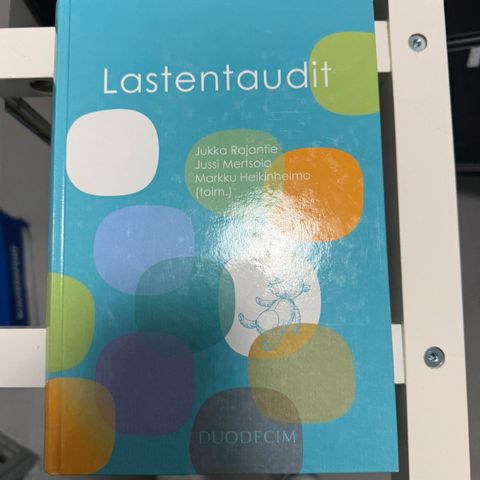 Lastentaudit
Jukka Rajantie
Jussi Mertsola
Markku Heikinheimo
(toim.)
DUODECIM